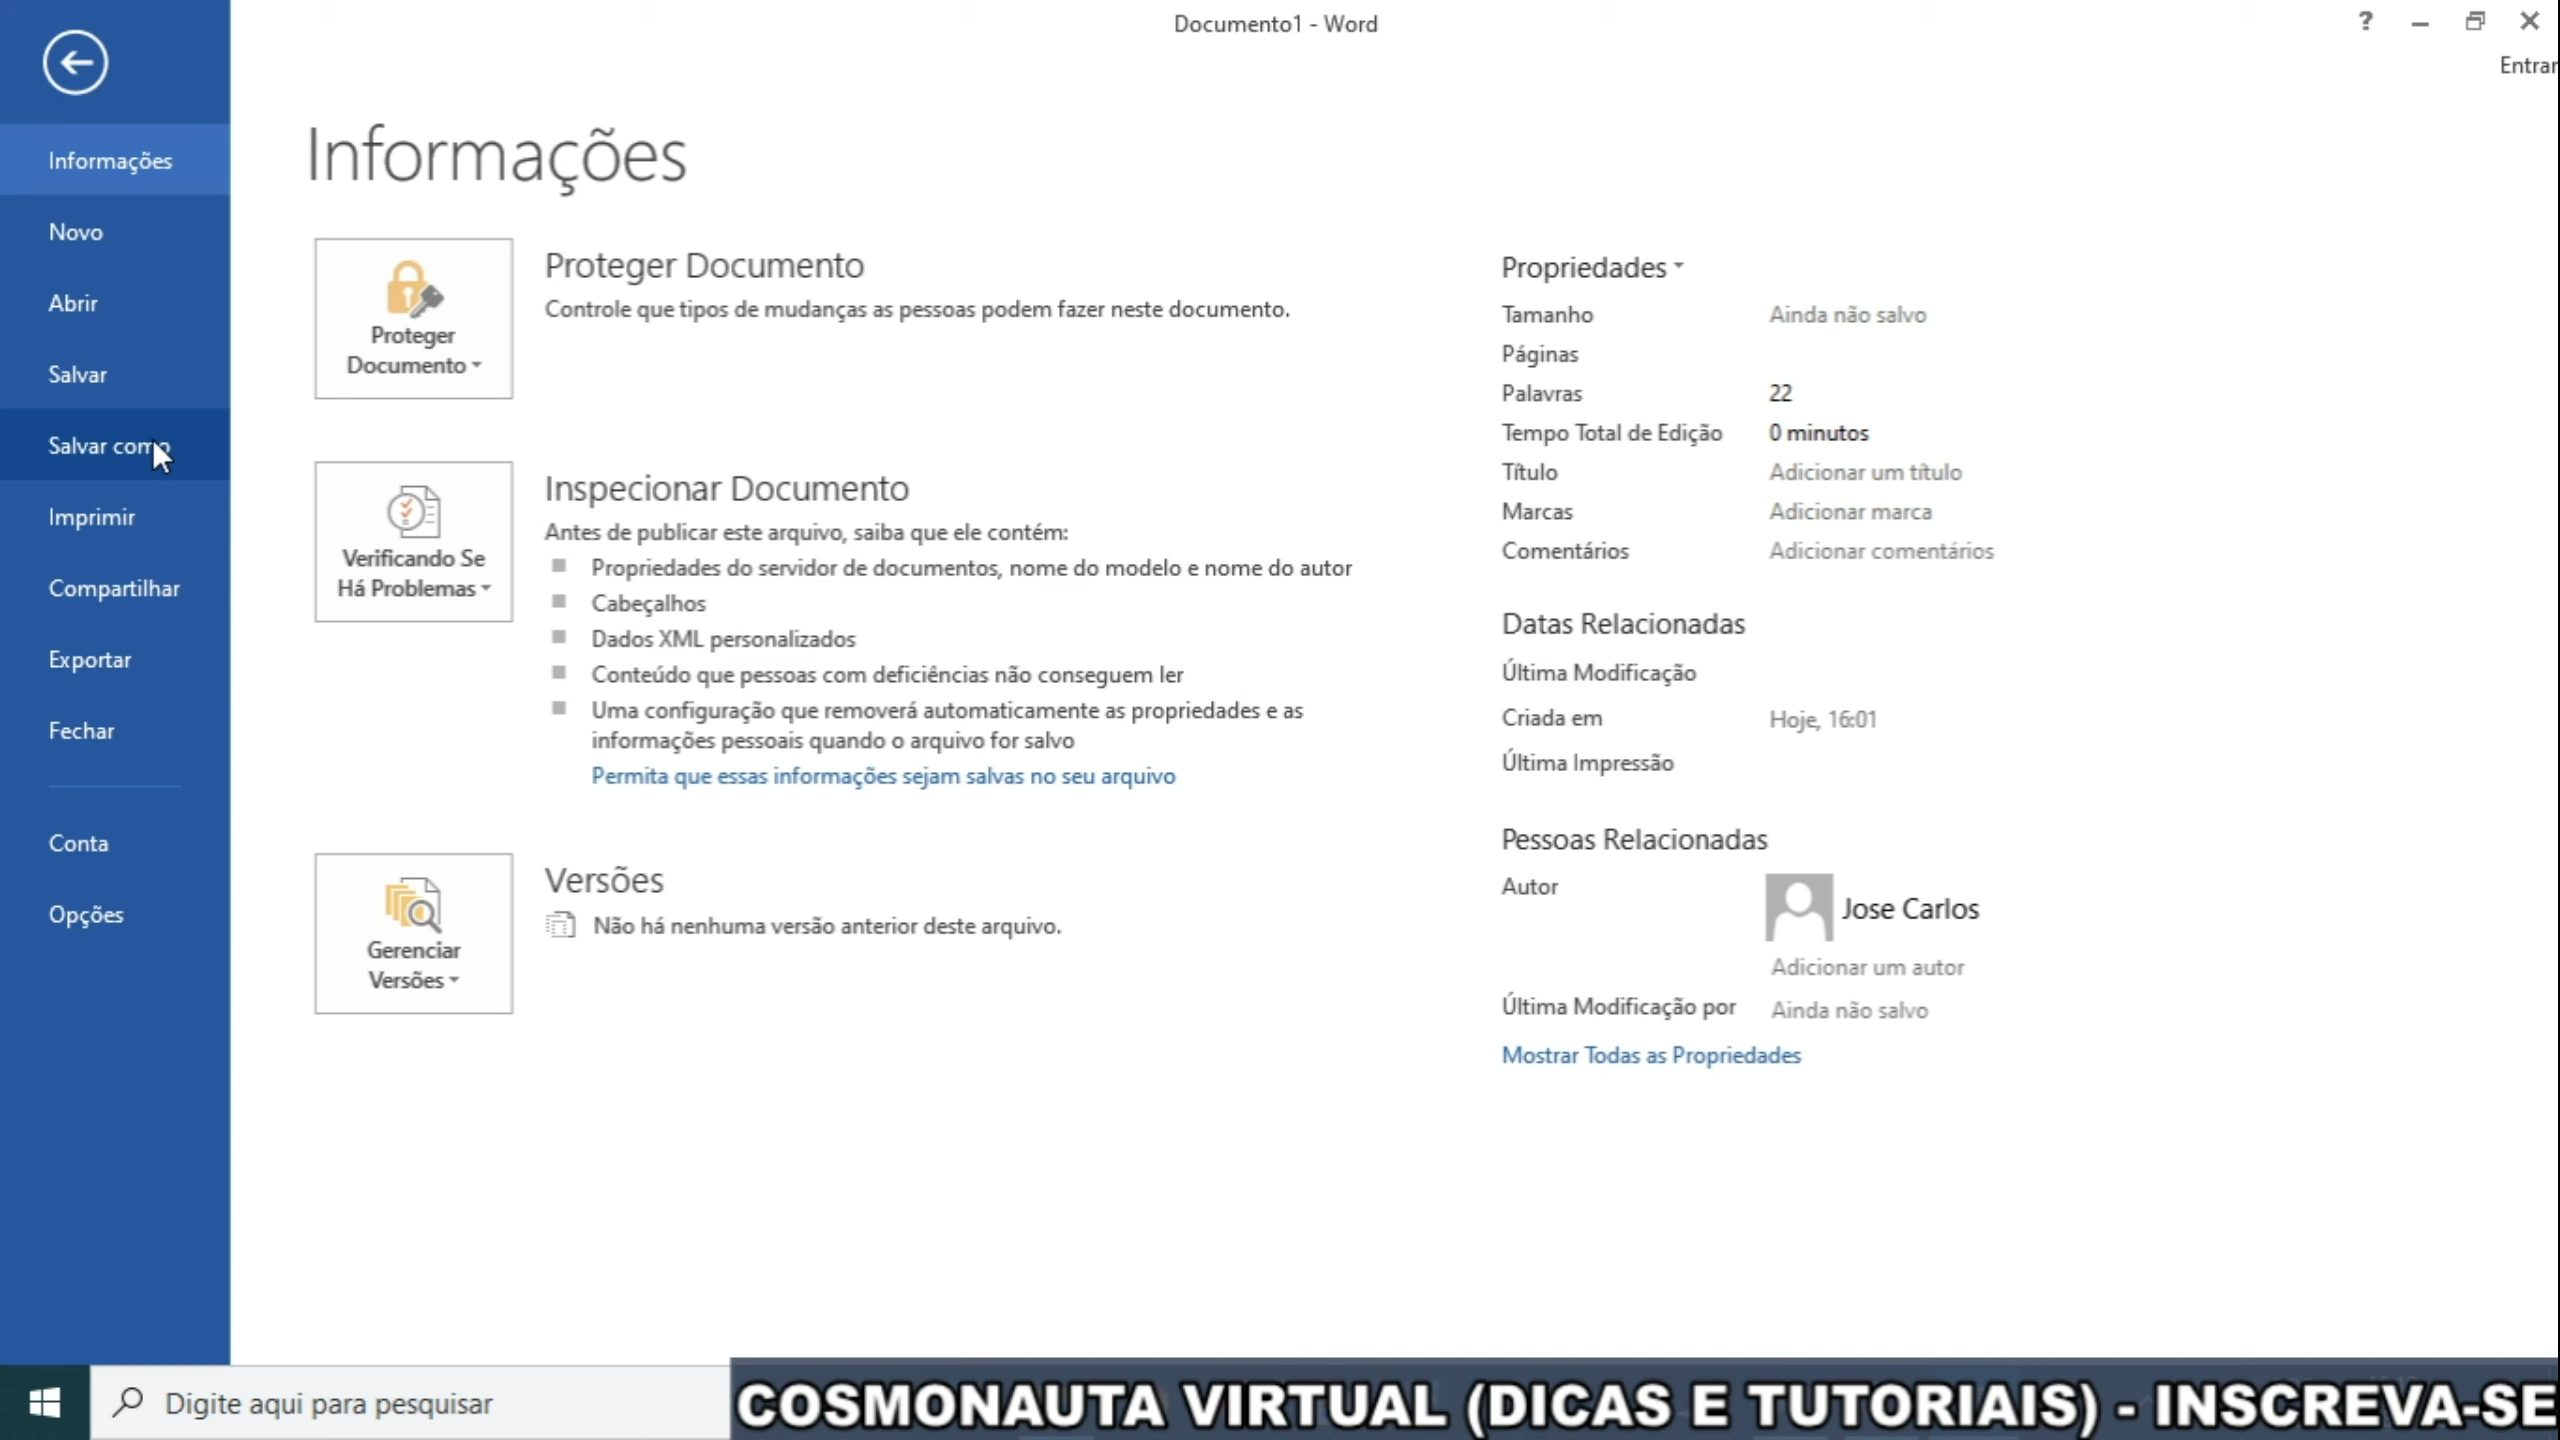 Documento1 - Word
?
Entrar
Informações
Novo
Abrir
Salvar
Salvar como
Imprimir
Compartilhar
Exportar
Fechar
Conta
Opções
Informações
Proteger
Documento
Proteger Documento
Controle que tipos de mudanças as pessoas podem fazer neste documento.
Verificando Se
Há Problemas
Inspecionar Documento
Antes de publicar este arquivo, saiba que ele contém:
Propriedades do servidor de documentos, nome do modelo e nome do autor
Cabeçalhos
Dados XML personalizados
Conteúdo que pessoas com deficiências não conseguem ler
Uma configuração que removerá automaticamente as propriedades e as
informações pessoais quando o arquivo for salvo
Permita que essas informações sejam salvas no seu arquivo
Gerenciar
Versões
Versões
Não há nenhuma versão anterior deste arquivo.
Propriedades
Tamanho Ainda não salvo
Páginas
Palavras 22
Tempo Total de Edição 0 minutos
Título Adicionar um título
Marcas Adicionar marca
Comentários Adicionar comentários
Datas Relacionadas
Última Modificação
Criada em Hoje, 16:01
Última Impressão
Pessoas Relacionadas
Autor
Jose Carlos
Adicionar um autor
Última Modificação por Ainda não salvo
Mostrar Todas as Propriedades
Digite aqui para pesquisar
COSMONAUTA VIRTUAL (DICAS E TUTORIAIS) - INSCREVA-SE